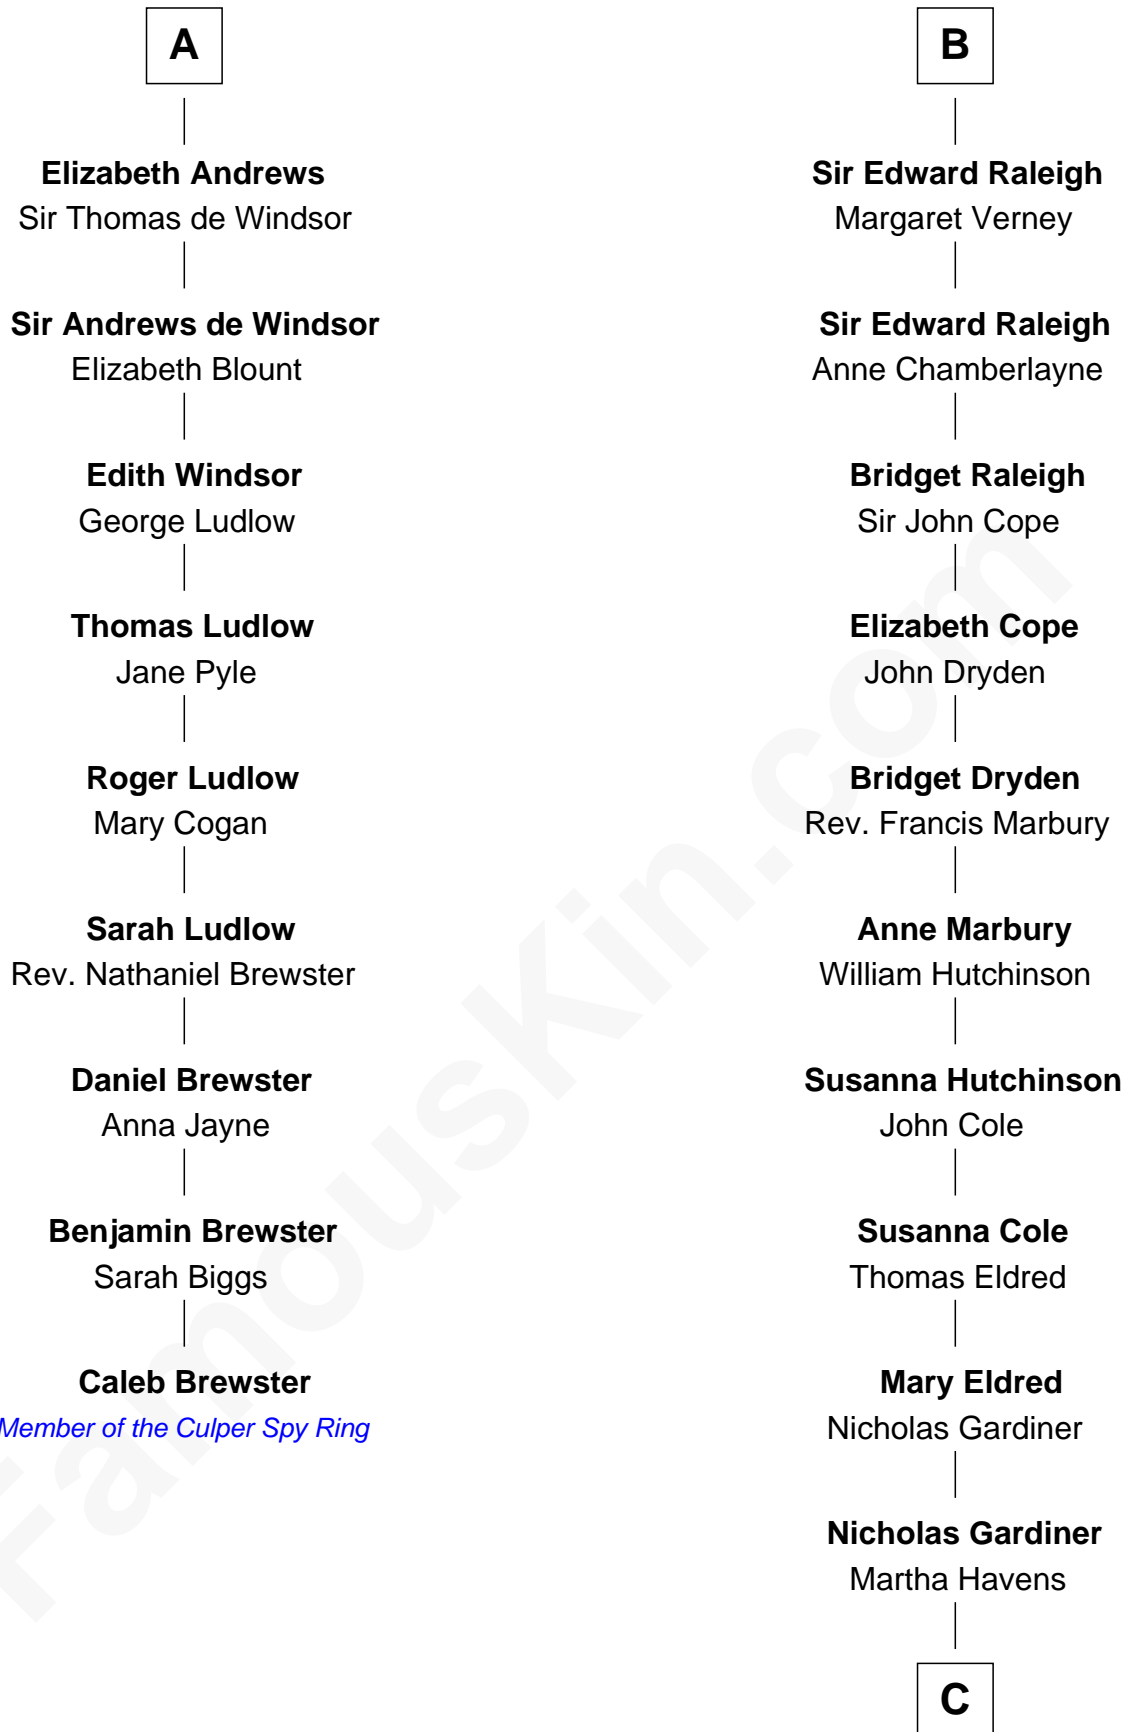 A
Elizabeth Andrews
Sir Thomas de Windsor
Sir Andrews de Windsor
Elizabeth Blount
Edith Windsor
George Ludlow
Thomas Ludlow
Jane Pyle
Roger Ludlow
Mary Cogan
Sarah Ludlow
Rev. Nathaniel Brewster
Daniel Brewster
Anna Jayne
Benjamin Brewster
Sarah Biggs
Caleb Brewster
Member of the Culper Spy Ring
B
Sir Edward Raleigh
Margaret Verney
Sir Edward Raleigh
Anne Chamberlayne
Bridget Raleigh
Sir John Cope
Elizabeth Cope
John Dryden
Bridget Dryden
Rev. Francis Marbury
Anne Marbury
William Hutchinson
Susanna Hutchinson
John Cole
Susanna Cole
Thomas Eldred
Mary Eldred
Nicholas Gardiner
Nicholas Gardiner
Martha Havens
C
FamousKin.com